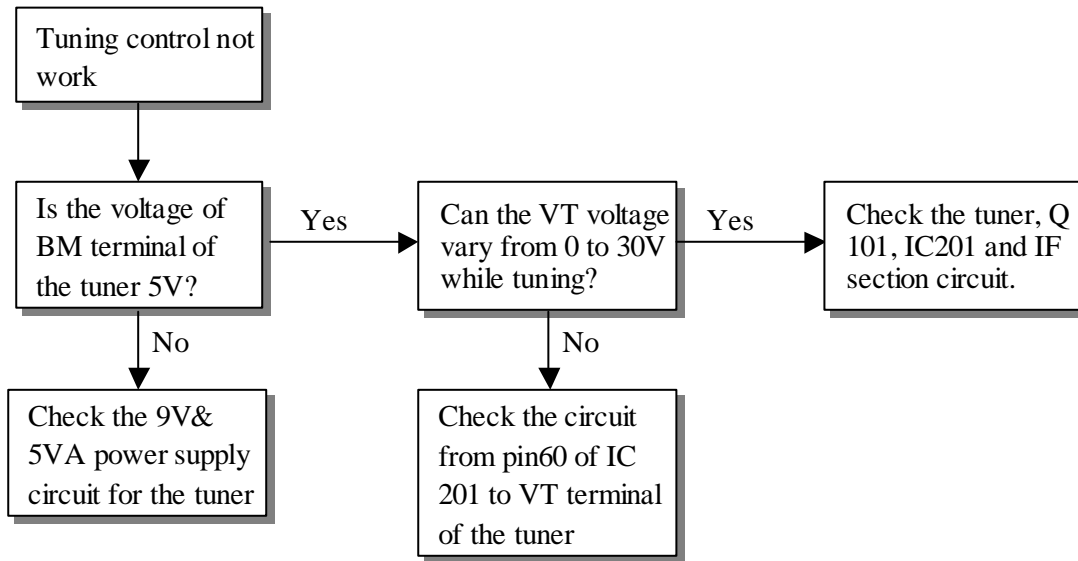 Tuning control not
work
Is the voltage of
BM terminal of
the tuner 5V?
Yes
Can the VT voltage
vary from 0 to 30V
while tuning?
Yes
Check the tuner, Q
101, IC201 and IF
section circuit.
No
No
Check the 9V&
5VA power supply
circuit for the tuner
Check the circuit
from pin60 of IC
201 to VT terminal
of the tuner